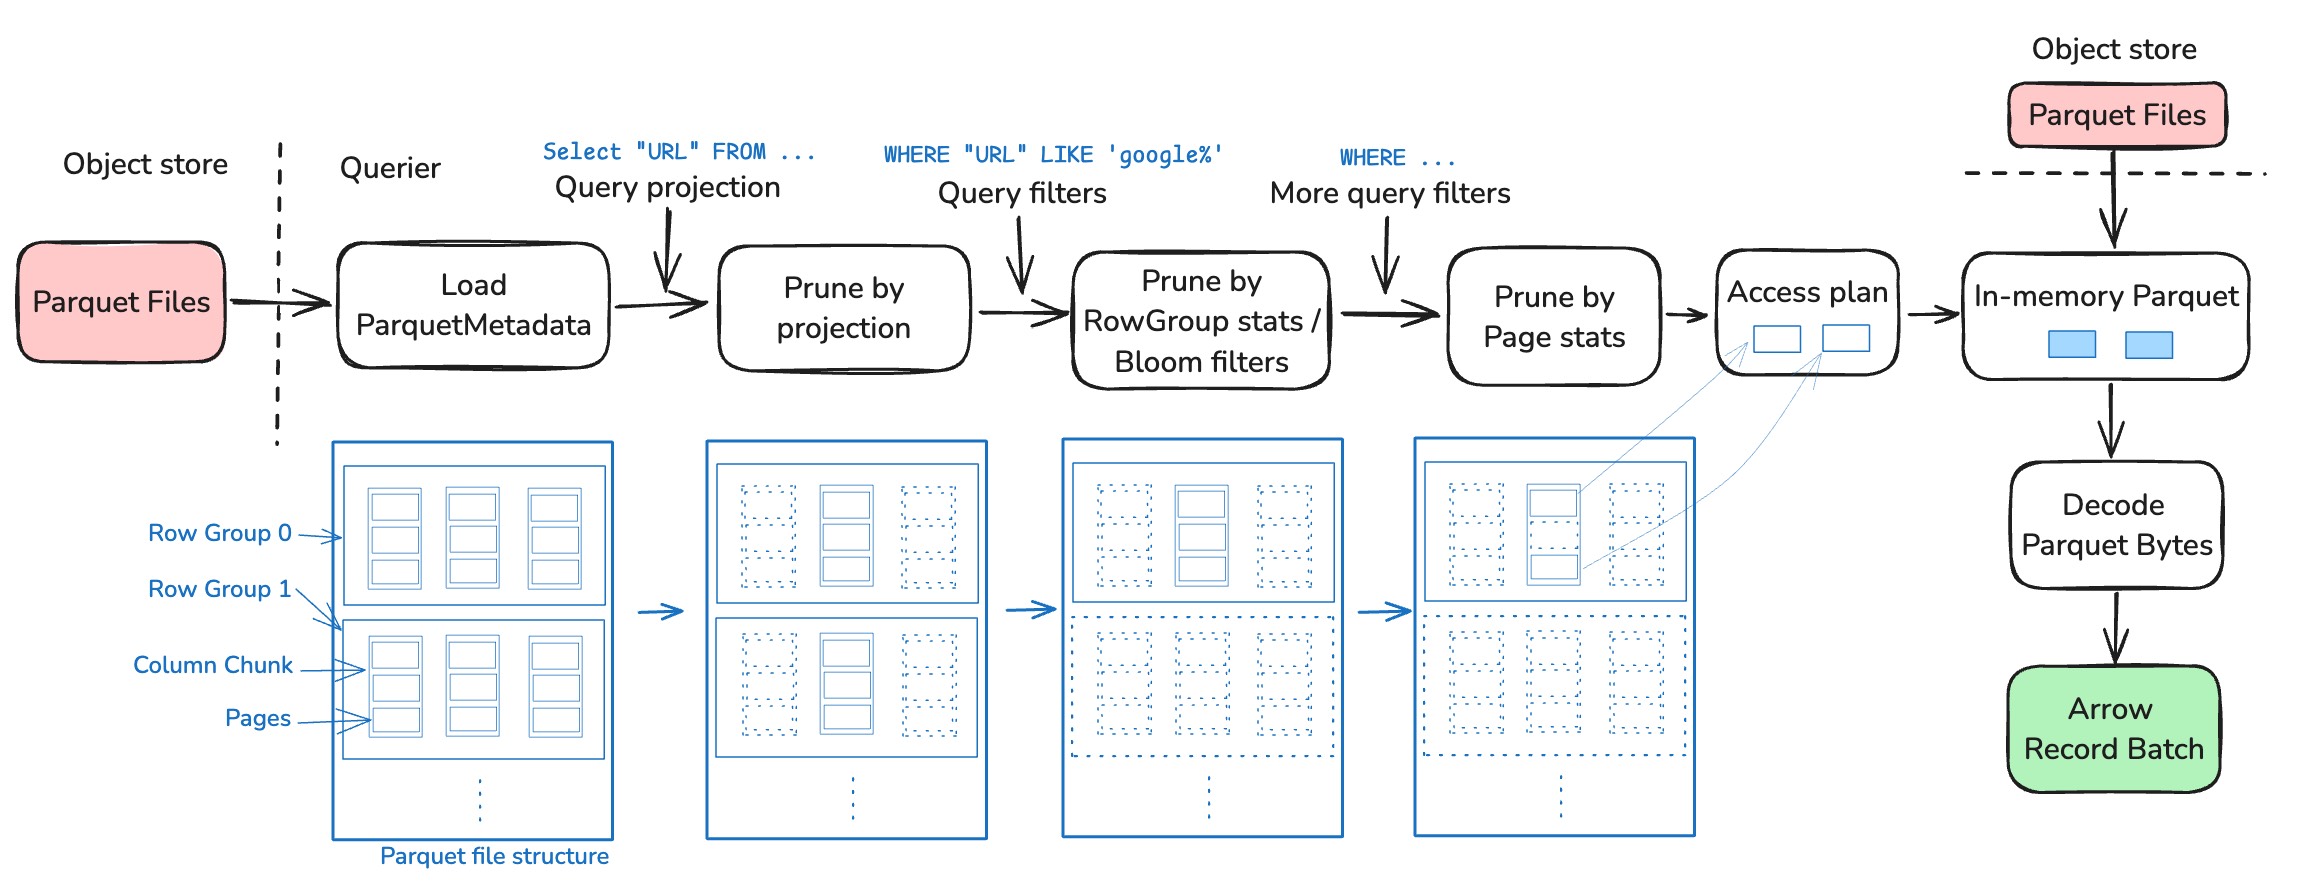 Object store
Parquet Files
Object store
Querier
Select "URL" FROM ...
Query projection
WHERE "URL" LIKE 'google%'
Query filters
WHERE ...
More query filters
Parquet Files
Load
ParquetMetadata
Prune by
projection
Prune by
RowGroup stats /
Bloom filters
Prune by
Page stats
Access plan
In-memory Parquet
Row Group 0
Row Group 1
Column Chunk
Pages
Parquet file structure
Decode
Parquet Bytes
Arrow
Record Batch